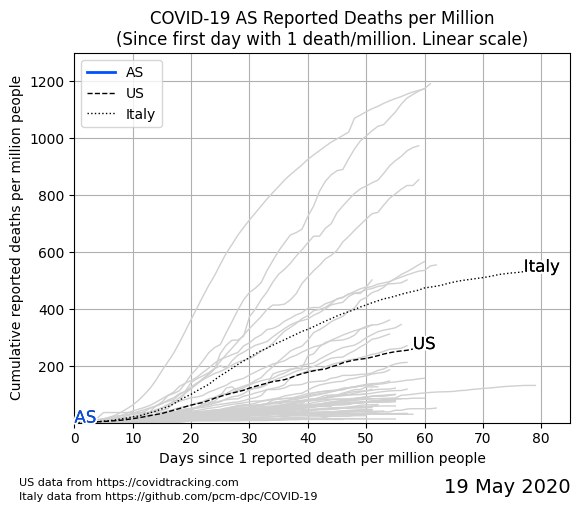 COVID-19 AS Reported Deaths per Million
(Since first day with 1 death/million. Linear scale)
Cumulative reported deaths per million people
1200
1000
800
600
400
200
AS
US
Italy
Italy
US
AS
0 10 20 30 40 50 60 70 80
Days since 1 reported death per million people
US data from https://covidtracking.com
Italy data from https://github.com/pcm-dpc/COVID-19
19 May 2020